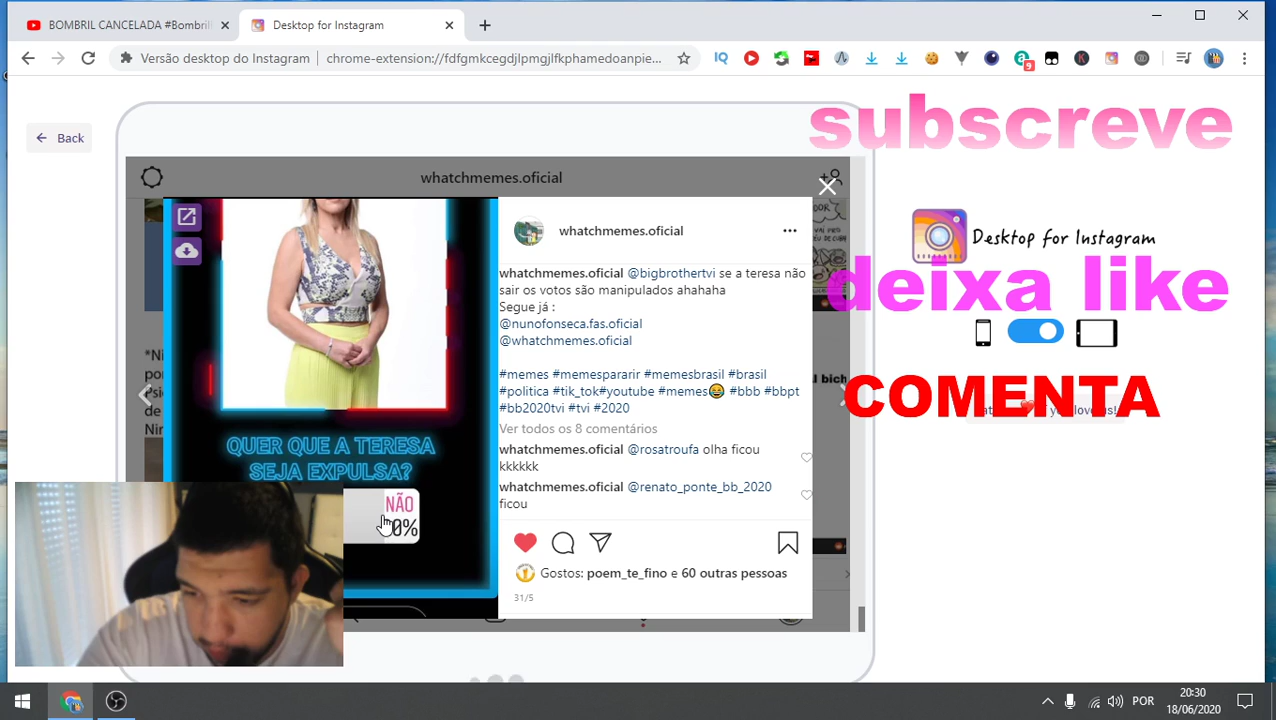 BOMBRIL CANCELADA #Bombril
Desktop for Instagram
Versão desktop do Instagram
chrome-extension://fdfgmecegdjlpmgjlfkphamedoanpie...
IQ
9
Back
subscreve
whatchmemes.oficial
whatchmemes.oficial
Desktop for Instagram
whatchmemes.oficial @bigbrothertvi se a teresa não
sair os votos são manipulados ahahaha
Segue já :
@nunofonseca.fas.oficial
@whatchmemes.oficial
deixa like
#memes #memespararir #memesbrasil #brasil
#politica #tik_tok#youtube #memes😂 #bbb #bbpt
#bb2020tvi #tvi #2020
Ver todos os 8 comentários
COMENTA
QUER QUE A TERESA
SEJA EXPULSA?
NÃO
whatchmemes.oficial @rosatroufa olha ficou
kkkkkk
whatchmemes.oficial @renato_ponte_bb_2020
ficou
Gostos: poem_te_fino e 60 outras pessoas
31/5
POR
20:30
18/06/2020